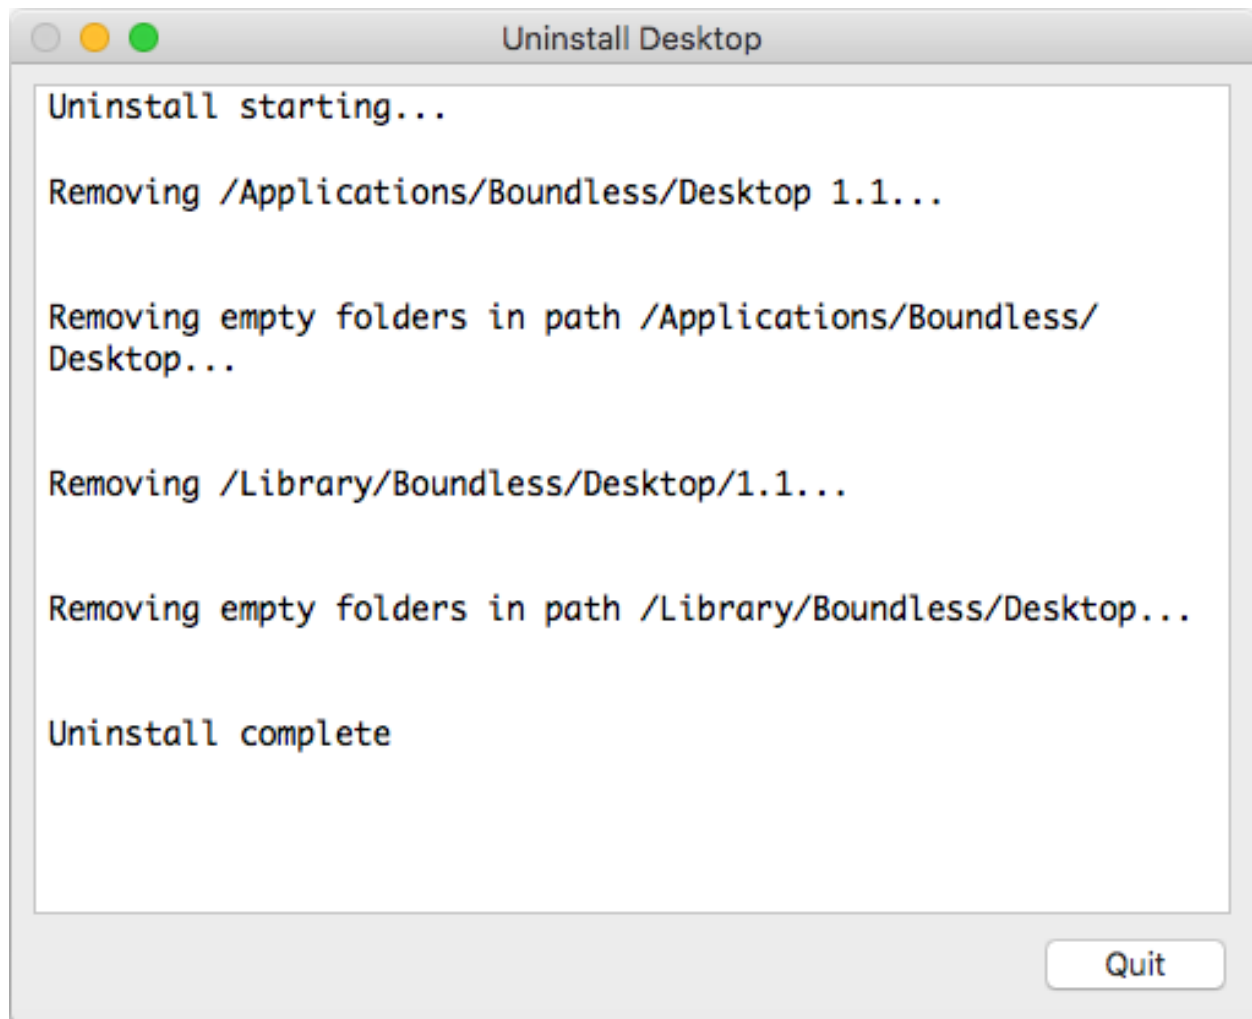 Uninstall Desktop
Uninstall starting...
Removing /Applications/Boundless/Desktop 1.1...
Removing empty folders in path /Applications/Boundless/
Desktop...
Removing /Library/Boundless/Desktop/1.1...
Removing empty folders in path /Library/Boundless/Desktop...
Uninstall complete
Quit